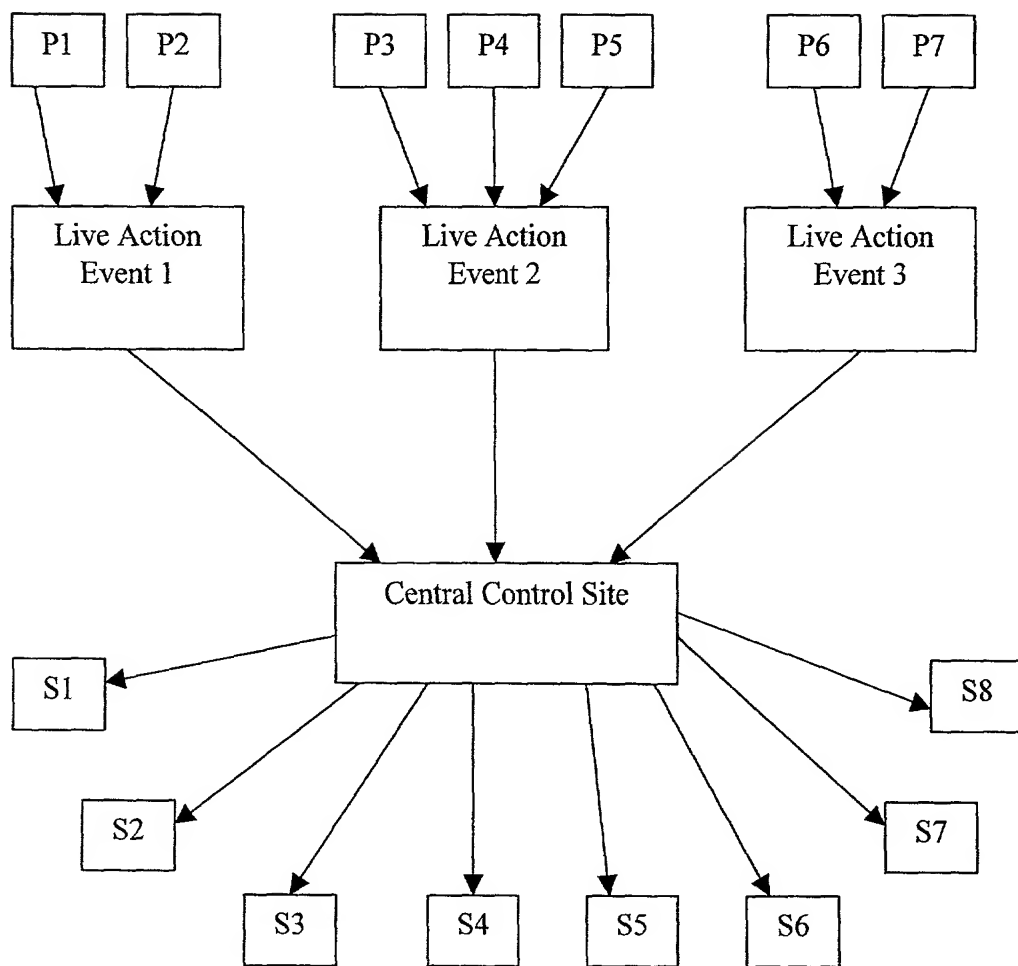 P1 P2 P3 P4 P5 P6 P7
Live Action
Event 1
Live Action
Event 2
Live Action
Event 3
Central Control Site
S1
S8
S2
S7
S3
S4
S5
S6